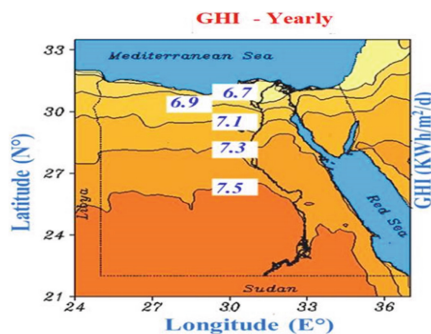 GHI - Yearly
Mediterranean Sea
33
30
27
24
21
Latitude (N°)
6.7
6.9
7.1
7.3
7.5
Libya
Red Sea
Sudan
GHI (KWh/m²/d)
24
27
30
33
36
Longitude (E°)